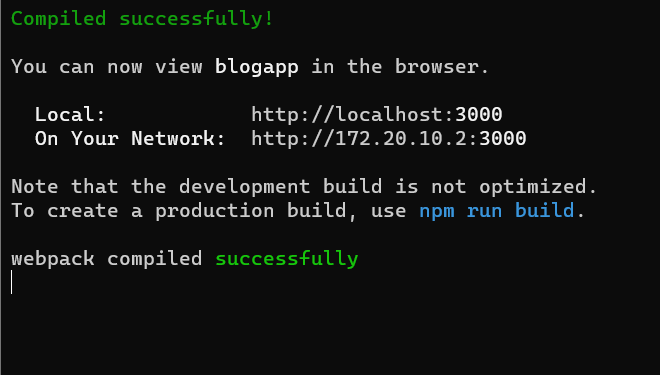 Compiled successfully!
You can now view blogapp in the browser.
Local: http://localhost:3000
On Your Network: http://172.20.10.2:3000
Note that the development build is not optimized.
To create a production build, use npm run build.
webpack compiled successfully